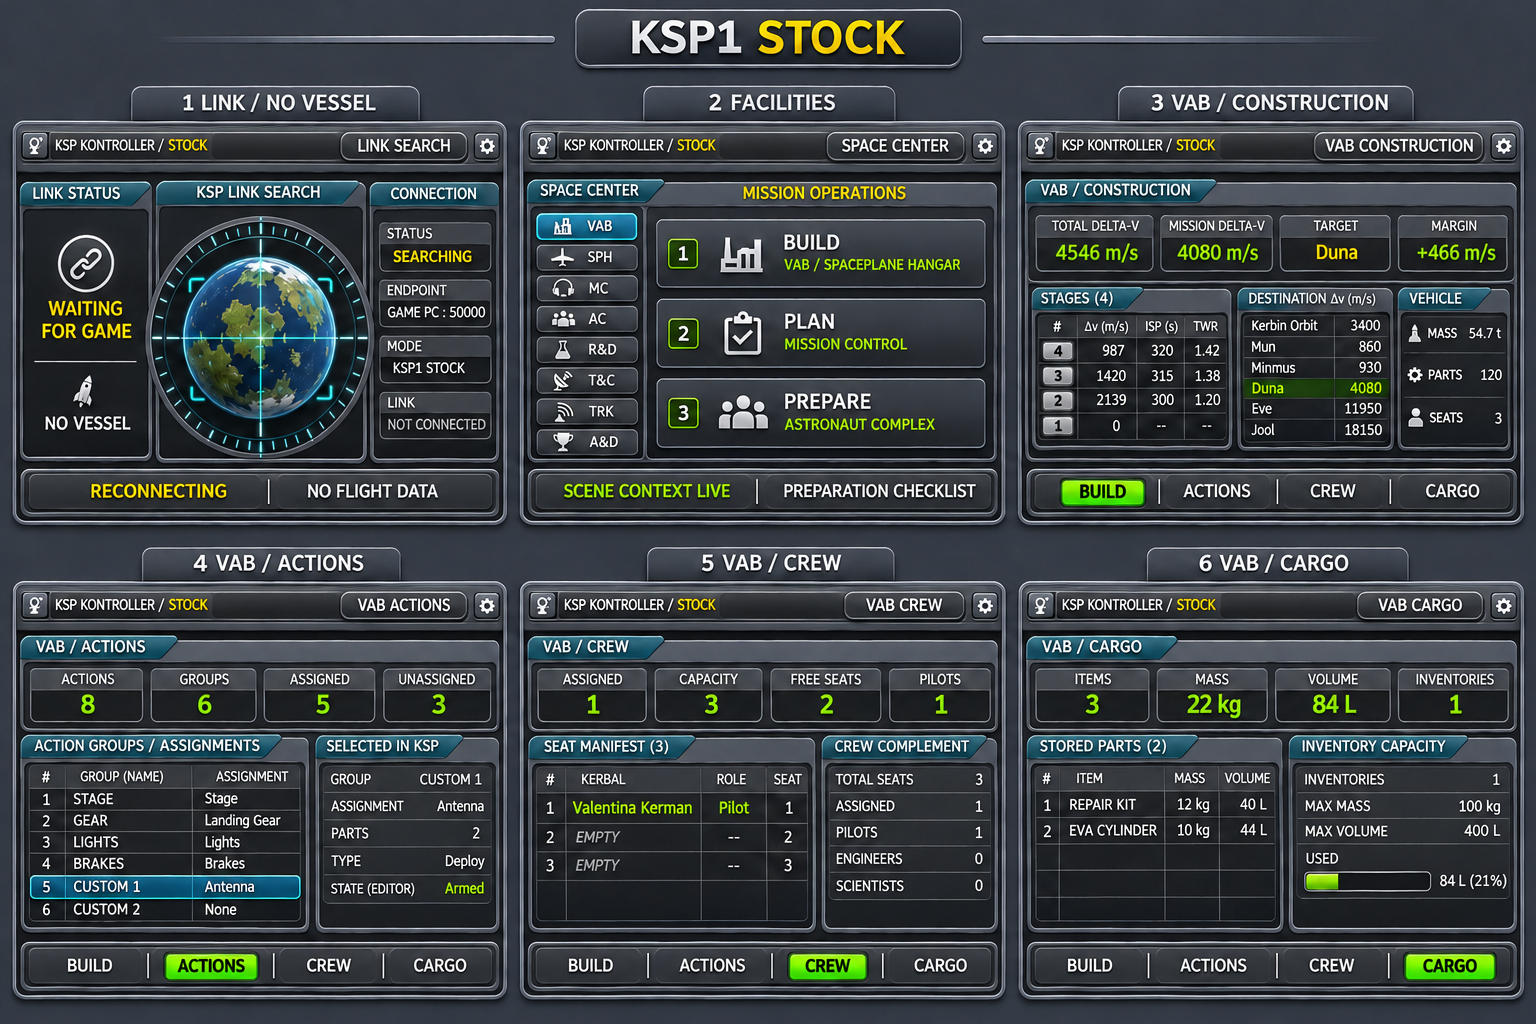 KSP1 STOCK
1 LINK / NO VESSEL
KSP KONTROLLER / STOCK
LINK SEARCH
LINK STATUS
WAITING
FOR GAME
NO VESSEL
KSP LINK SEARCH
CONNECTION
STATUS
SEARCHING
ENDPOINT
GAME PC : 50000
MODE
KSP1 STOCK
LINK
NOT CONNECTED
RECONNECTING
NO FLIGHT DATA
2 FACILITIES
KSP KONTROLLER / STOCK
SPACE CENTER
SPACE CENTER
MISSION OPERATIONS
VAB
SPH
MC
AC
R&D
T&C
TRK
A&D
1
BUILD
VAB / SPACEPLANE HANGAR
2
PLAN
MISSION CONTROL
3
PREPARE
ASTRONAUT COMPLEX
SCENE CONTEXT LIVE
PREPARATION CHECKLIST
3 VAB / CONSTRUCTION
KSP KONTROLLER / STOCK
VAB CONSTRUCTION
VAB / CONSTRUCTION
TOTAL DELTA-V
4546 m/s
MISSION DELTA-V
4080 m/s
TARGET
Duna
MARGIN
+466 m/s
STAGES (4)
# Δv (m/s) ISP (s) TWR
4 987 320 1.42
3 1420 315 1.38
2 2139 300 1.20
1 0 -- --
DESTINATION Δv (m/s)
Kerbin Orbit 3400
Mun 860
Minmus 930
Duna 4080
Eve 11950
Jool 18150
VEHICLE
MASS 54.7 t
PARTS 120
SEATS 3
BUILD ACTIONS CREW CARGO
4 VAB / ACTIONS
KSP KONTROLLER / STOCK
VAB ACTIONS
VAB / ACTIONS
ACTIONS
8
GROUPS
6
ASSIGNED
5
UNASSIGNED
3
ACTION GROUPS / ASSIGNMENTS
# GROUP (NAME) ASSIGNMENT
1 STAGE Stage
2 GEAR Landing Gear
3 LIGHTS Lights
4 BRAKES Brakes
5 CUSTOM 1 Antenna
6 CUSTOM 2 None
SELECTED IN KSP
GROUP CUSTOM 1
ASSIGNMENT Antenna
PARTS 2
TYPE Deploy
STATE (EDITOR) Armed
BUILD ACTIONS CREW CARGO
5 VAB / CREW
KSP KONTROLLER / STOCK
VAB CREW
VAB / CREW
ASSIGNED
1
CAPACITY
3
FREE SEATS
2
PILOTS
1
SEAT MANIFEST (3)
# KERBAL ROLE SEAT
1 Valentina Kerman Pilot 1
2 EMPTY -- 2
3 EMPTY -- 3
CREW COMPLEMENT
TOTAL SEATS 3
ASSIGNED 1
PILOTS 1
ENGINEERS 0
SCIENTISTS 0
BUILD ACTIONS CREW CARGO
6 VAB / CARGO
KSP KONTROLLER / STOCK
VAB CARGO
VAB / CARGO
ITEMS
3
MASS
22 kg
VOLUME
84 L
INVENTORIES
1
STORED PARTS (2)
# ITEM MASS VOLUME
1 REPAIR KIT 12 kg 40 L
2 EVA CYLINDER 10 kg 44 L
INVENTORY CAPACITY
INVENTORIES 1
MAX MASS 100 kg
MAX VOLUME 400 L
USED
84 L (21%)
BUILD ACTIONS CREW CARGO